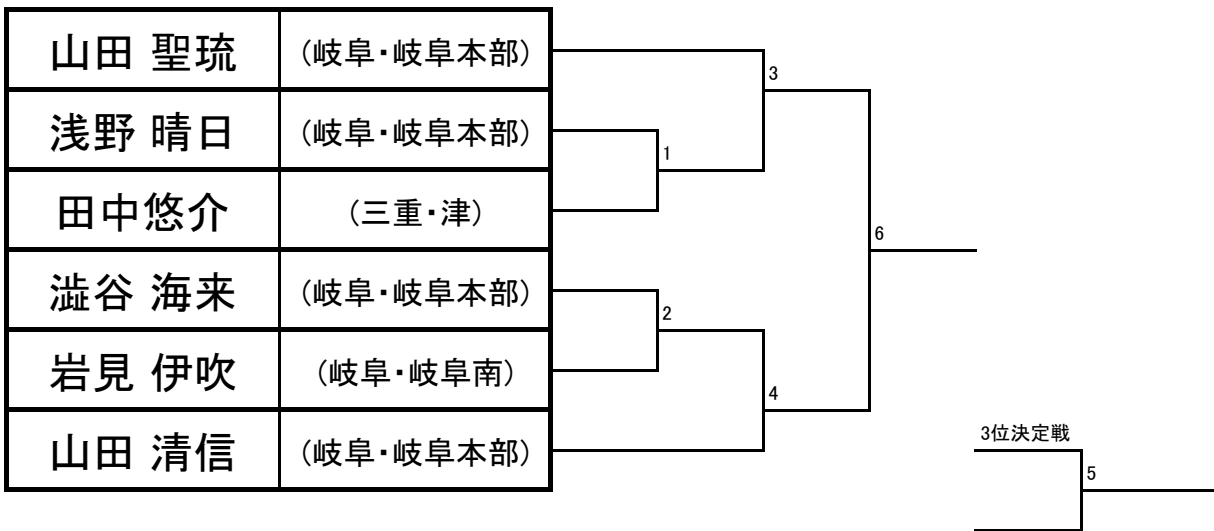 山田 聖琉 (岐阜・岐阜本部)
3
浅野 晴日 (岐阜・岐阜本部)
1
田中悠介 (三重・津)
6
澁谷 海来 (岐阜・岐阜本部)
2
岩見 伊吹 (岐阜・岐阜南)
4
山田 清信 (岐阜・岐阜本部)
3位決定戦
5